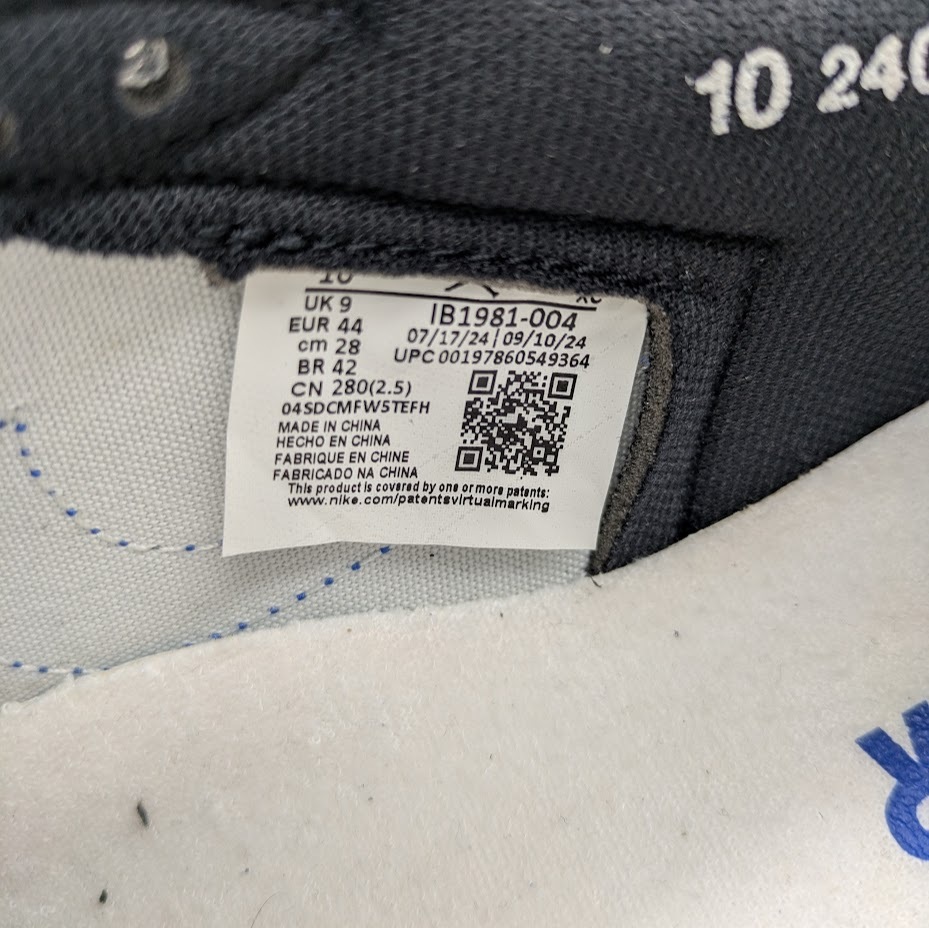 10 240
10
UK 9
EUR 44
cm 28
BR 42
CN 280(2.5)
04SDCMFW5TEFH
MADE IN CHINA
HECHO EN CHINA
FABRIQUE EN CHINE
FABRICADO NA CHINA
IB1981-004
07/17/24|09/10/24
UPC 00197860549364
This product is covered by one or more patents:
www.nike.com/patentsvirtualmarking